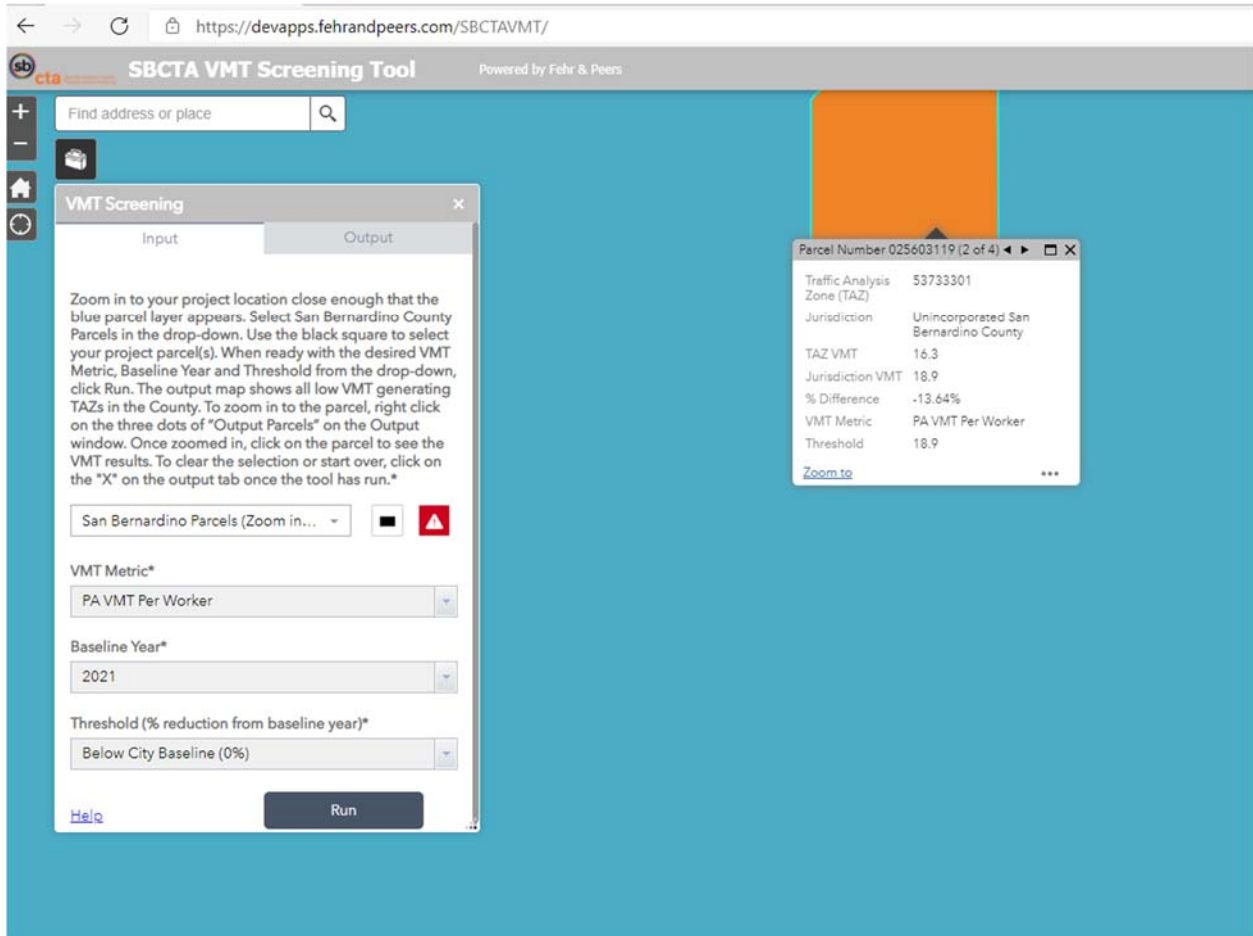 https://devapps.fehrandpeers.com/SBCTAVMT/
sb
cta
SBCTA VMT Screening Tool
Powered by Fehr & Peers
Find address or place
VMT Screening
Input
Output
Zoom in to your project location close enough that the
blue parcel layer appears. Select San Bernardino County
Parcels in the drop-down. Use the black square to select
your project parcel(s). When ready with the desired VMT
Metric, Baseline Year and Threshold from the drop-down,
click Run. The output map shows all low VMT generating
TAZs in the County. To zoom in to the parcel, right click
on the three dots of "Output Parcels" on the Output
window. Once zoomed in, click on the parcel to see the
VMT results. To clear the selection or start over, click on
the "X" on the output tab once the tool has run.*
San Bernardino Parcels (Zoom in...
VMT Metric*
PA VMT Per Worker
Baseline Year*
2021
Threshold (% reduction from baseline year)*
Below City Baseline (0%)
Help
Run
Parcel Number 025603119 (2 of 4)
Traffic Analysis Zone (TAZ) 53733301
Jurisdiction Unincorporated San
Bernardino County
TAZ VMT 16.3
Jurisdiction VMT 18.9
% Difference -13.64%
VMT Metric PA VMT Per Worker
Threshold 18.9
Zoom to